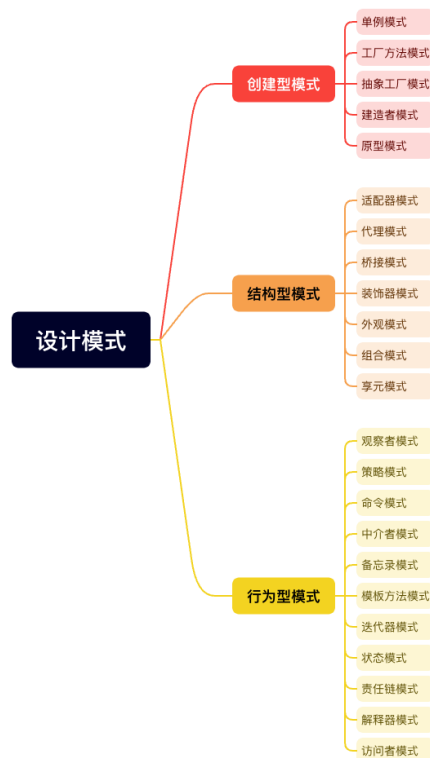 设计模式
创建型模式
单例模式
工厂方法模式
抽象工厂模式
建造者模式
原型模式
结构型模式
适配器模式
代理模式
桥接模式
装饰器模式
外观模式
组合模式
享元模式
行为型模式
观察者模式
策略模式
命令模式
中介者模式
备忘录模式
模板方法模式
迭代器模式
状态模式
责任链模式
解释器模式
访问者模式